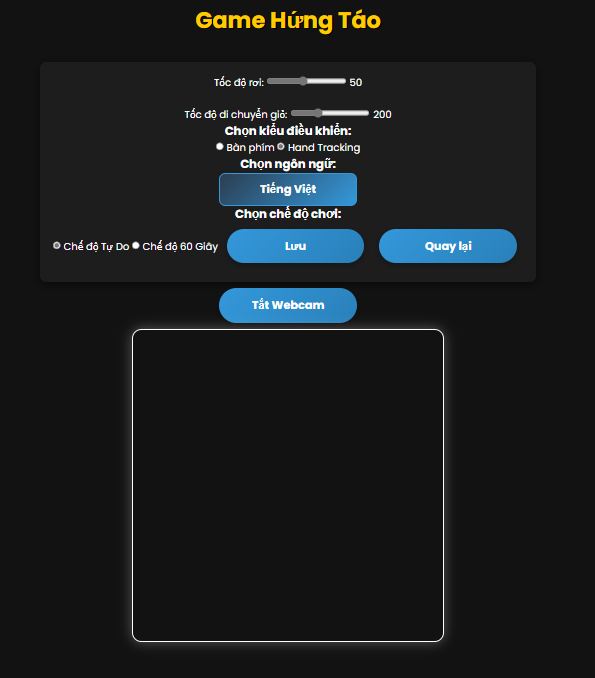 Game Hứng Táo
Tốc độ rơi: 50
Tốc độ di chuyển giỏ: 200
Chọn kiểu điều khiển:
Bàn phím Hand Tracking
Chọn ngôn ngữ:
Tiếng Việt
Chọn chế độ chơi:
Chế độ Tự Do Chế độ 60 Giây Lưu Quay lại
Tắt Webcam